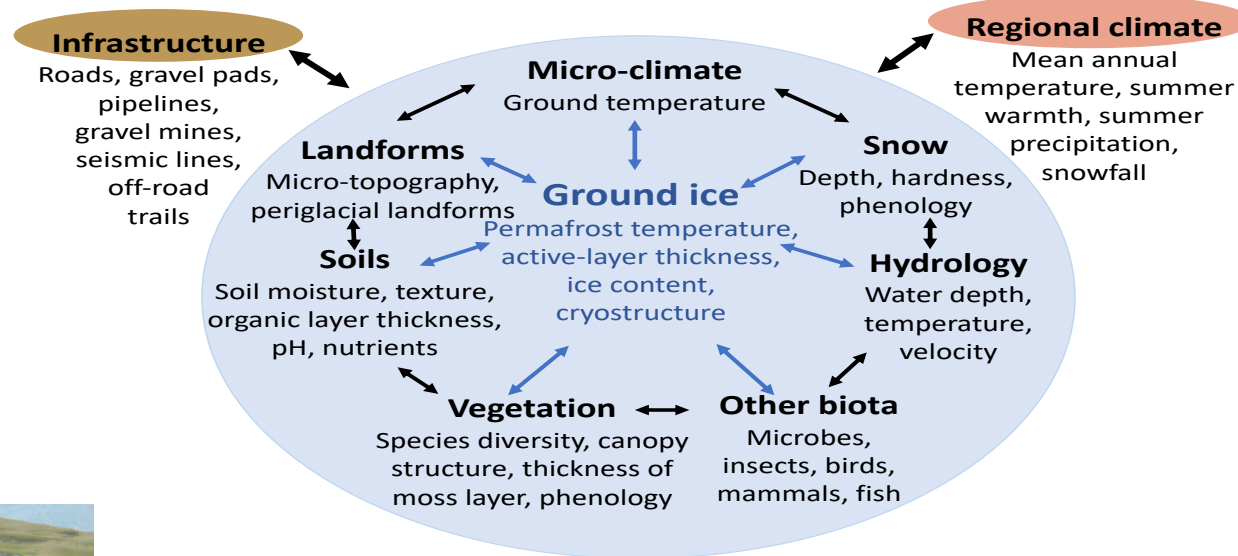 Infrastructure
Roads, gravel pads,
pipelines,
gravel mines,
seismic lines,
off-road
trails
Regional climate
Mean annual
temperature, summer
warmth, summer
precipitation,
snowfall
Micro-climate
Ground temperature
Landforms
Micro-topography,
periglacial landforms
Snow
Depth, hardness,
phenology
Ground ice
Permafrost temperature,
active-layer thickness,
ice content,
cryostructure
Soils
Soil moisture, texture,
organic layer thickness,
pH, nutrients
Hydrology
Water depth,
temperature,
velocity
Vegetation
Species diversity, canopy
structure, thickness of
moss layer, phenology
Other biota
Microbes,
insects, birds,
mammals, fish